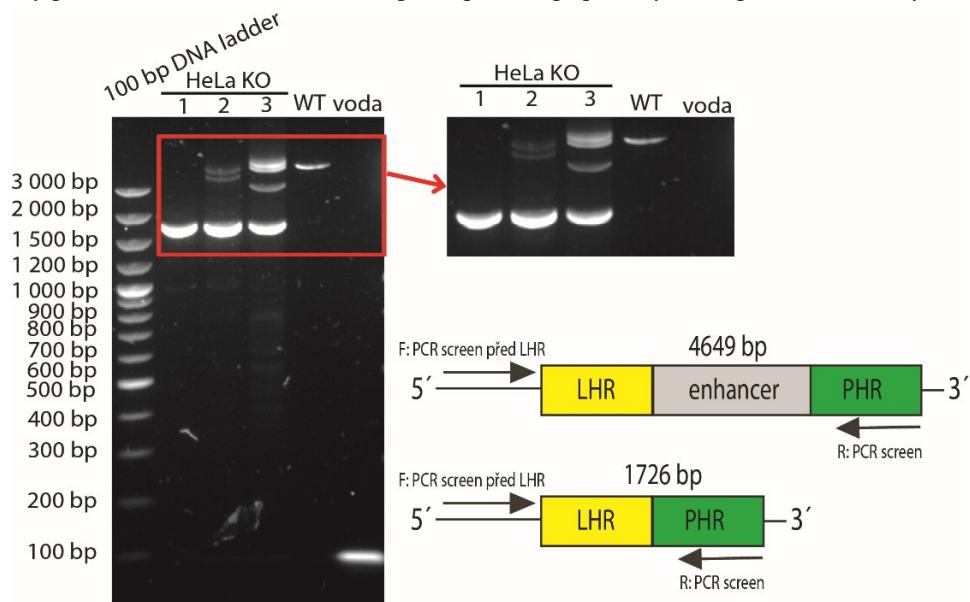 100 bp DNA ladder
HeLa KO
1 2 3 WT voda
3 000 bp
2 000 bp
1 500 bp
1 200 bp
1 000 bp
900 bp
800 bp
700 bp
600 bp
500 bp
400 bp
300 bp
200 bp
100 bp
HeLa KO
1 2 3 WT voda
F: PCR screen před LHR
4649 bp
5´ LHR enhancer PHR 3´
R: PCR screen
F: PCR screen před LHR
1726 bp
5´ LHR PHR 3´
R: PCR screen